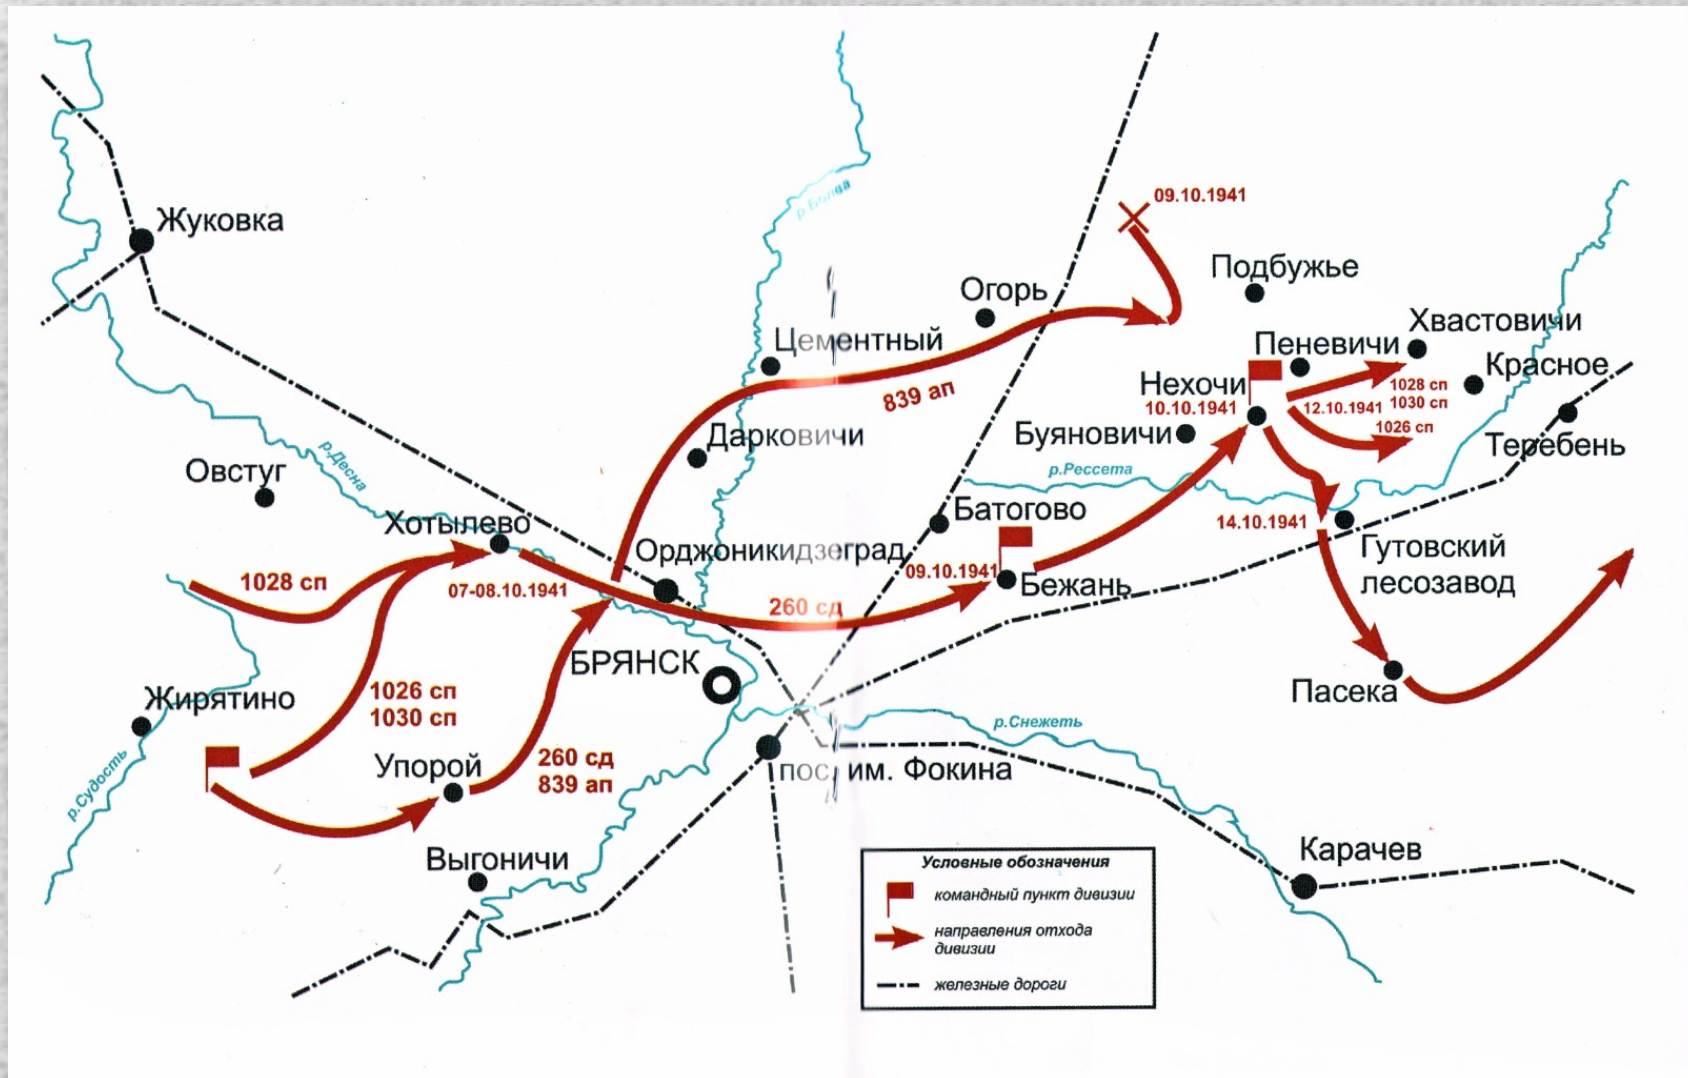 09.10.1941
р.Болва
Жуковка
Подбужье
Огорь
Хвастовичи
Цементный
Пеневичи
Красное
Нехочи
1028 сп
1030 сп
839 ап
10.10.1941
12.10.1941
1026 сп
Дарковичи
Буяновичи
Теребень
р.Десна
Овстуг
р.Рессета
Хотылево
Батогово
14.10.1941
Орджоникидзеград
Гутовский
лесозавод
1028 сп
07-08.10.1941
09.10.1941
Бежань
260 сд
БРЯНСК
1026 сп
1030 сп
Жирятино
Пасека
р.Снежеть
Упорой
260 сд
839 ап
пос. им. Фокина
р.Судость
Выгоничи
Карачев
Условные обозначения
командный пункт дивизии
направления отхода
дивизии
железные дороги